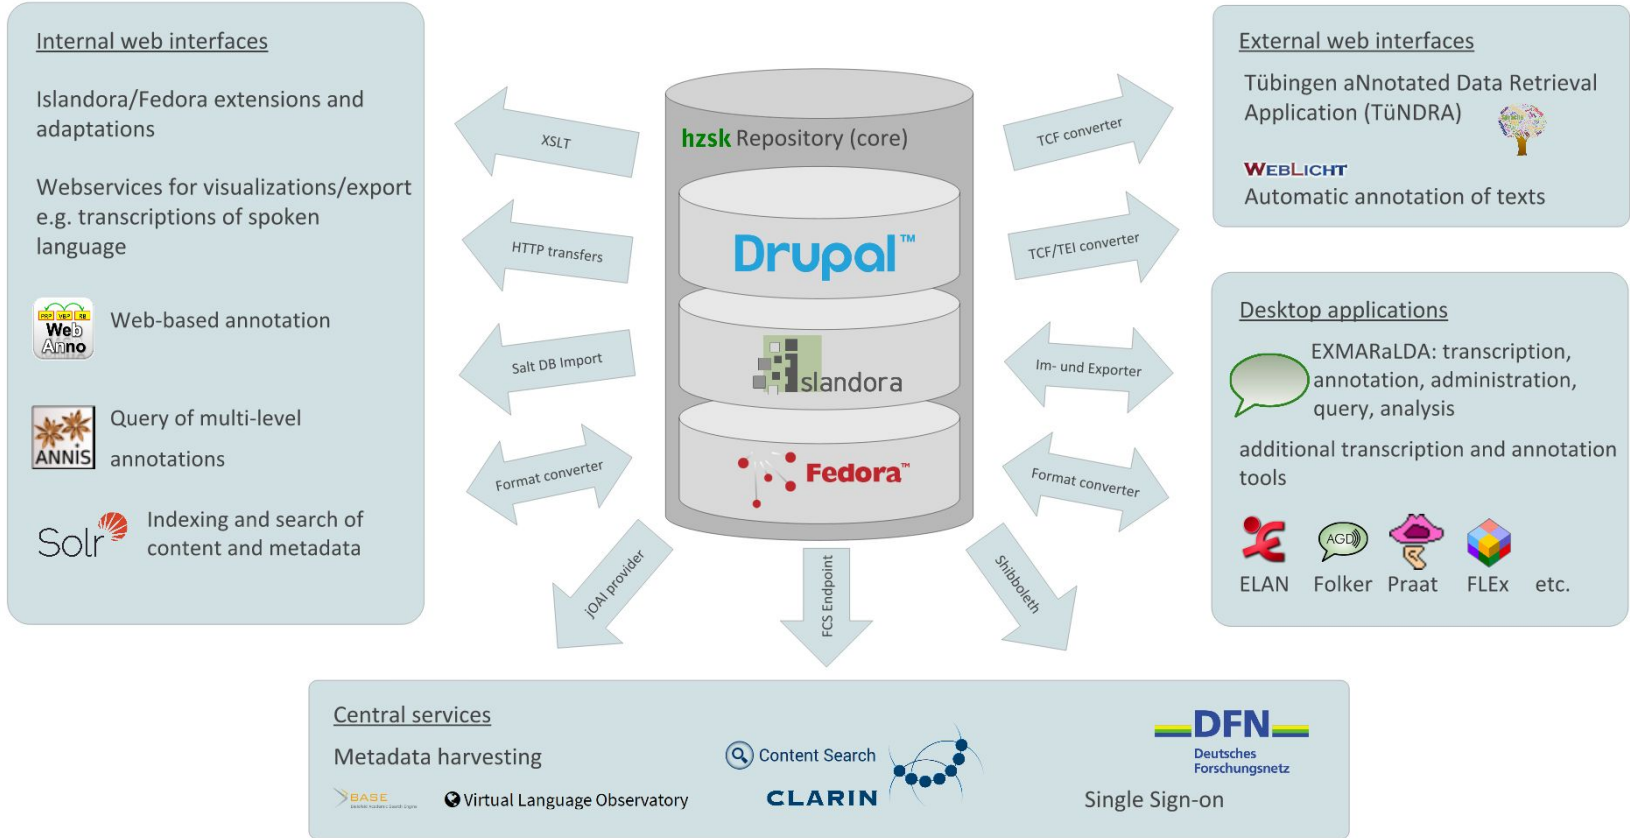 Internal web interfaces
Islandora/Fedora extensions and
adaptations
Webservices for visualizations/export
e.g. transcriptions of spoken
language
PRP VBP RB
Web
Anno
Web-based annotation
ANNIS
Query of multi-level
annotations
Solr
Indexing and search of
content and metadata
XSLT
HTTP transfers
Salt DB Import
Format converter
hzsk Repository (core)
Drupal™
Islandora
Fedora™
TCF converter
TCF/TEI converter
Im- und Exporter
Format converter
jOAI provider
FCS Endpoint
Shibboleth
External web interfaces
Tübingen aNnotated Data Retrieval
Application (TüNDRA)
WEBLICHT
Automatic annotation of texts
Desktop applications
EXMARaLDA: transcription,
annotation, administration,
query, analysis
additional transcription and annotation
tools
AGD
ELAN Folker Praat FLEx etc.
Central services
Metadata harvesting
BASE
Virtual Language Observatory
Content Search
CLARIN
DFN
Deutsches
Forschungsnetz
Single Sign-on